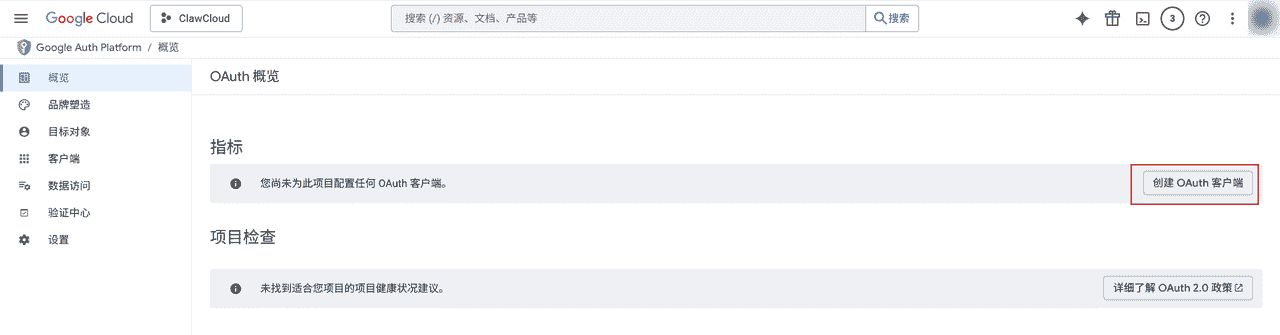 Google Cloud
ClawCloud
搜索 (/) 资源、文档、产品等
搜索
3
Google Auth Platform / 概览
概览
品牌塑造
目标对象
客户端
数据访问
验证中心
设置
OAuth 概览
指标
您尚未为此项目配置任何 OAuth 客户端。
创建 OAuth 客户端
项目检查
未找到适合您项目的项目健康状况建议。
详细了解 OAuth 2.0 政策